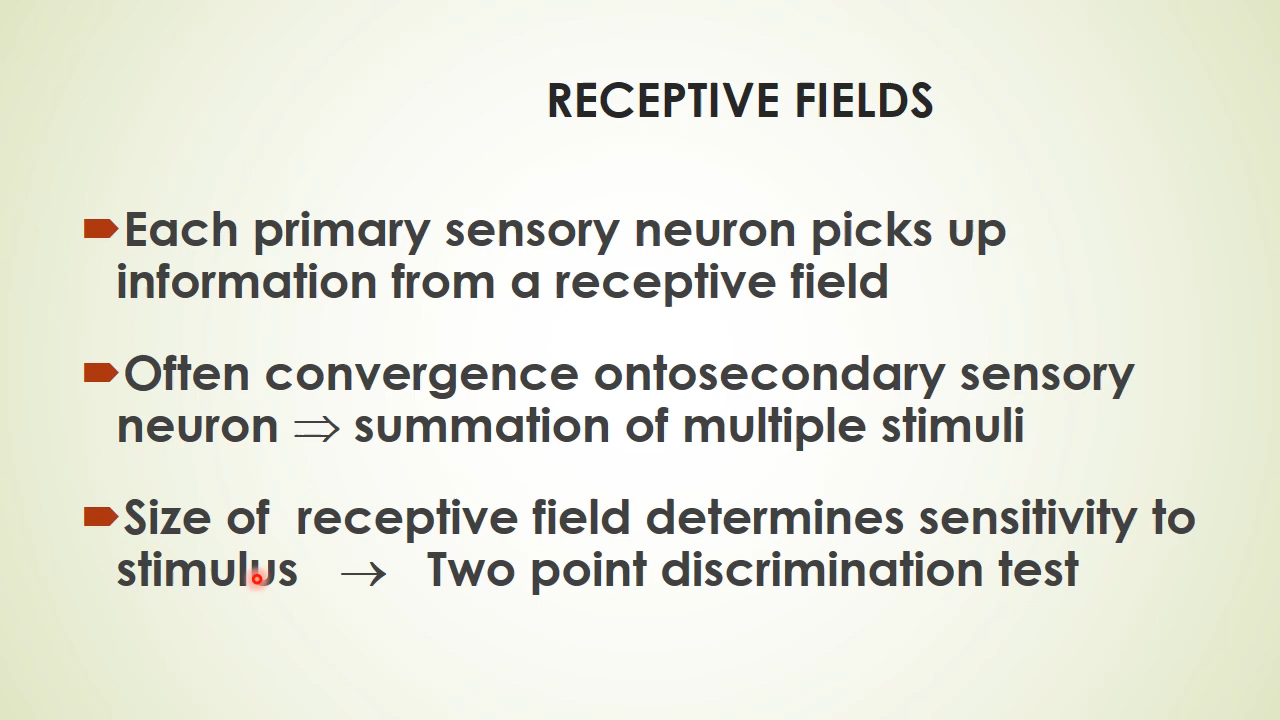 RECEPTIVE FIELDS
Each primary sensory neuron picks up
information from a receptive field
Often convergence ontosecondary sensory
neuron ⇒ summation of multiple stimuli
Size of  receptive field determines sensitivity to
stimulus → Two point discrimination test